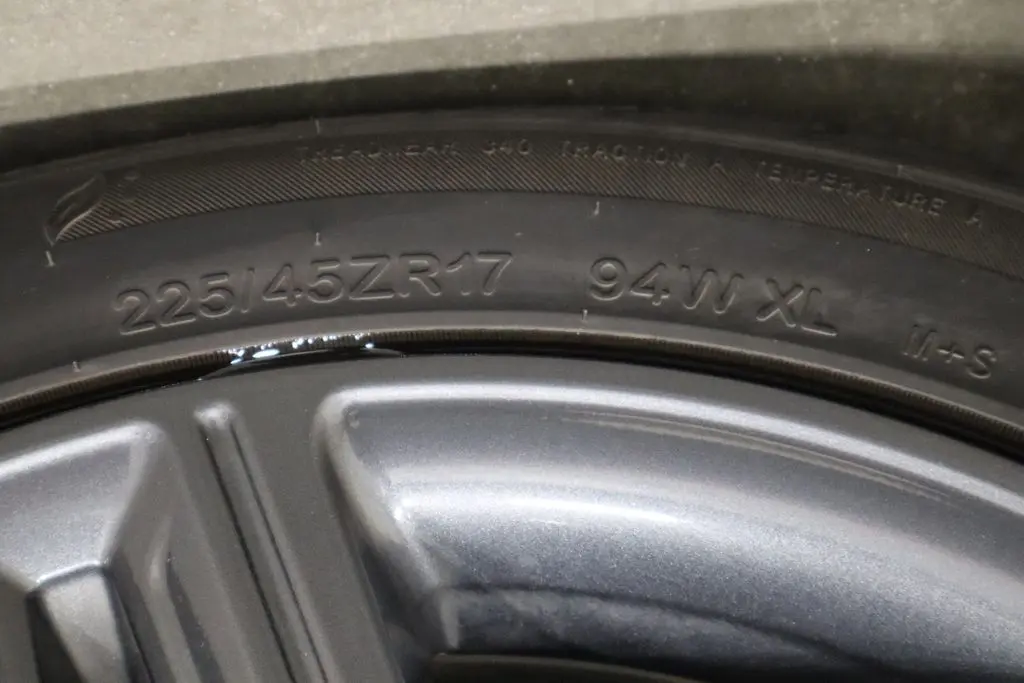 TREADWEAR 340 TRACTION A TEMPERATURE A
225/45ZR17 94W XL M+S